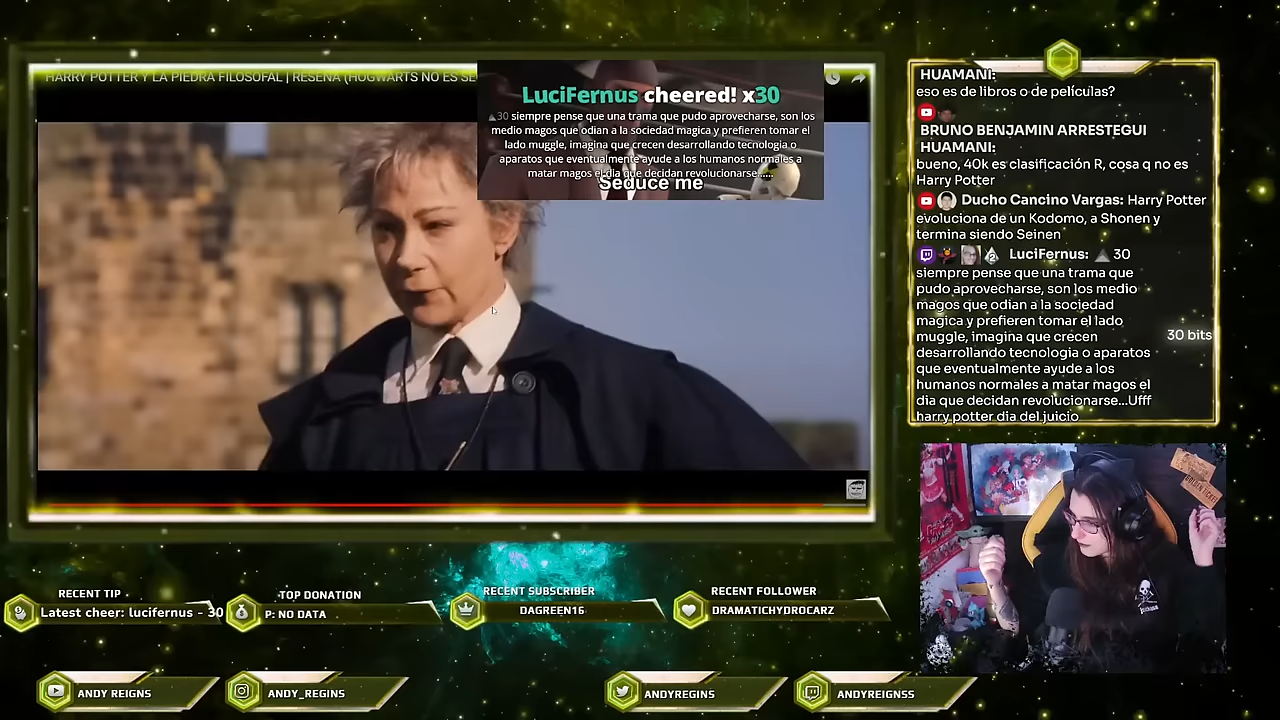 HARRY POTTER Y LA PIEDRA FILOSOFAL | RESEÑA (HOGWARTS NO ES SE
LuciFernus cheered! x30
30 siempre pense que una trama que pudo aprovecharse, son los
medio magos que odian a la sociedad magica y prefieren tomar el
lado muggle, imagina que crecen desarrollando tecnologia o
aparatos que eventualmente ayude a los humanos normales a
matar magos el dia que decidan revolucionarse......
Seduce me
HUAMANI:
eso es de libros o de películas?
BRUNO BENJAMIN ARRESTEGUI
HUAMANI:
bueno, 40k es clasificación R, cosa q no es
Harry Potter
Ducho Cancino Vargas: Harry Potter
evoluciona de un Kodomo, a Shonen y
termina siendo Seinen
LuciFernus: 30
siempre pense que una trama que
pudo aprovecharse, son los medio
magos que odian a la sociedad
magica y prefieren tomar el lado
muggle, imagina que crecen
desarrollando tecnologia o aparatos
que eventualmente ayude a los
humanos normales a matar magos el
dia que decidan revolucionarse...Ufff
harry potter dia del juicio
30 bits
RECENT TIP
Latest cheer: lucifernus - 30
TOP DONATION
P: NO DATA
RECENT SUBSCRIBER
DAGREEN16
RECENT FOLLOWER
DRAMATICHYDROCARZ
ANDY REIGNS
ANDY_REGINS
ANDYREGINS
ANDYREIGNSS